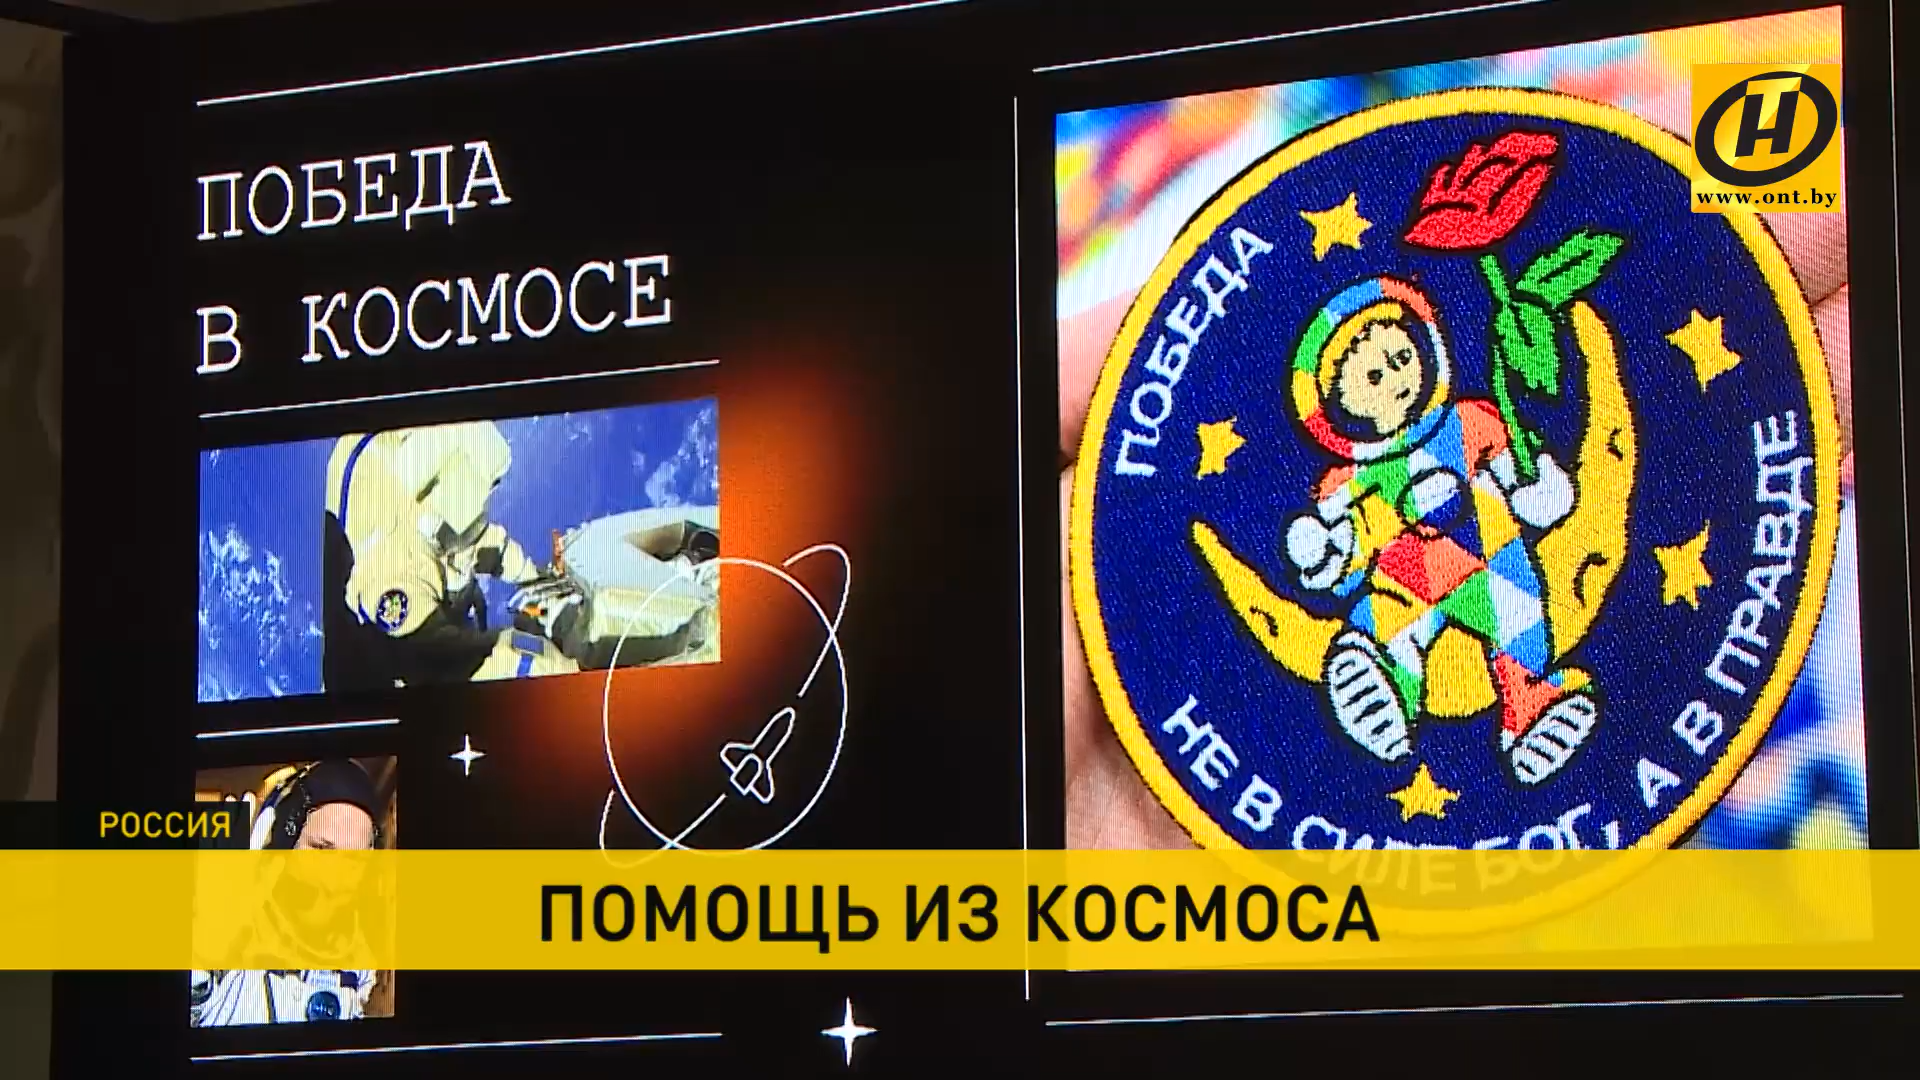 ПОБЕДА
В КОСМОСЕ
ПОБЕДА
НЕ В СИЛЕ БОГ, А В ПРАВДЕ
www.ont.by
РОССИЯ
ПОМОЩЬ ИЗ КОСМОСА